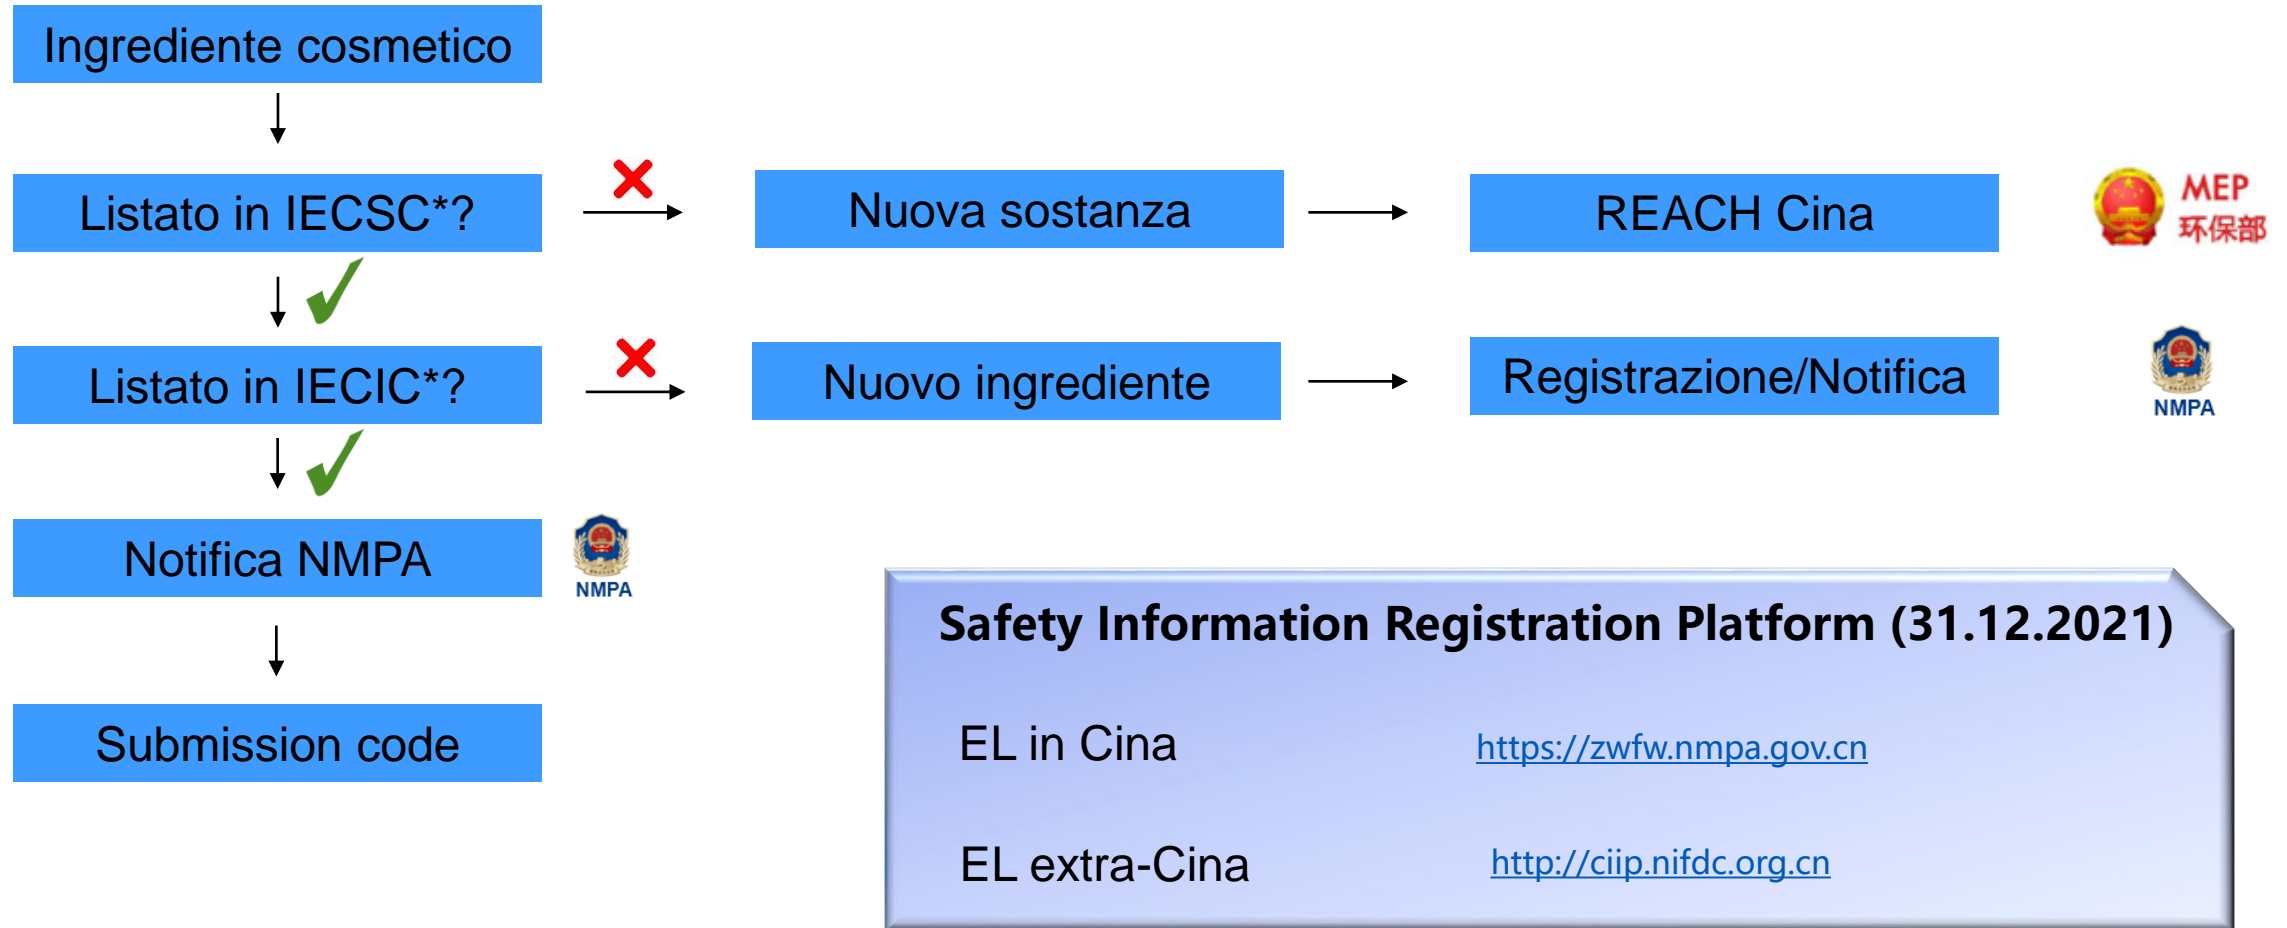 Ingrediente cosmetico
Listato in IECSC*?
Nuova sostanza
REACH Cina
MEP
环保部
Listato in IECIC*?
Nuovo ingrediente
Registrazione/Notifica
NMPA
Notifica NMPA
NMPA
Submission code
Safety Information Registration Platform (31.12.2021)
EL in Cina https://zwfw.nmpa.gov.cn
EL extra-Cina http://ciip.nifdc.org.cn